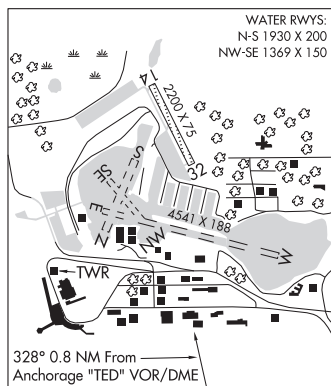 WATER RWYS:
N-S 1930 X 200
NW-SE 1369 X 150
14
2200 X 75
32
S
SE
E
N
NW
4541 X 188
W
TWR
328° 0.8 NM From
Anchorage "TED" VOR/DME